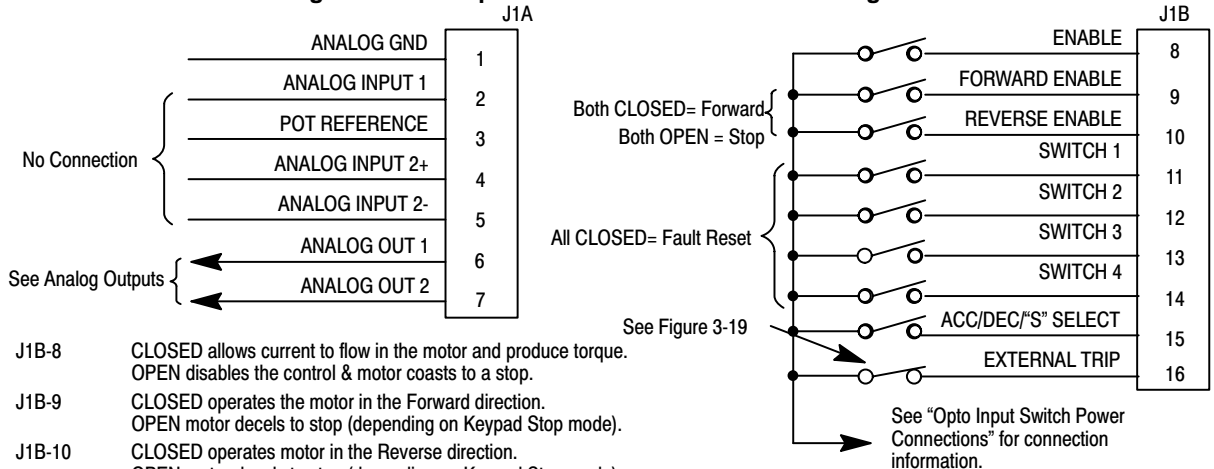 J1A
ANALOG GND
1
ANALOG INPUT 1
2
POT REFERENCE
3
No Connection
ANALOG INPUT 2+
4
ANALOG INPUT 2-
5
ANALOG OUT 1
6
See Analog Outputs
ANALOG OUT 2
7
J1B
ENABLE
8
FORWARD ENABLE
9
Both CLOSED= Forward
REVERSE ENABLE
10
Both OPEN = Stop
SWITCH 1
11
SWITCH 2
12
All CLOSED= Fault Reset
SWITCH 3
13
SWITCH 4
14
See Figure 3-19
ACC/DEC/“S” SELECT
15
EXTERNAL TRIP
16
See “Opto Input Switch Power
Connections” for connection
information.
J1B-8 CLOSED allows current to flow in the motor and produce torque.
OPEN disables the control & motor coasts to a stop.
J1B-9 CLOSED operates the motor in the Forward direction.
OPEN motor decels to stop (depending on Keypad Stop mode).
J1B-10 CLOSED operates motor in the Reverse direction.